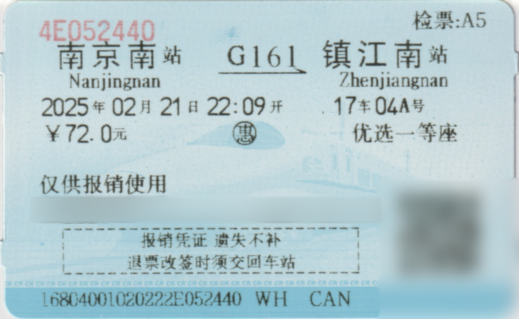 4E052440
检票:A5
南京南站 G161 镇江南站
Nanjingnan Zhenjiangnan
2025年02月21日22:09开 17车04A号
¥72.0元 惠 优选一等座
仅供报销使用
报销凭证 遗失不补
退票改签时须交回车站
16804001020222E052440 WH CAN